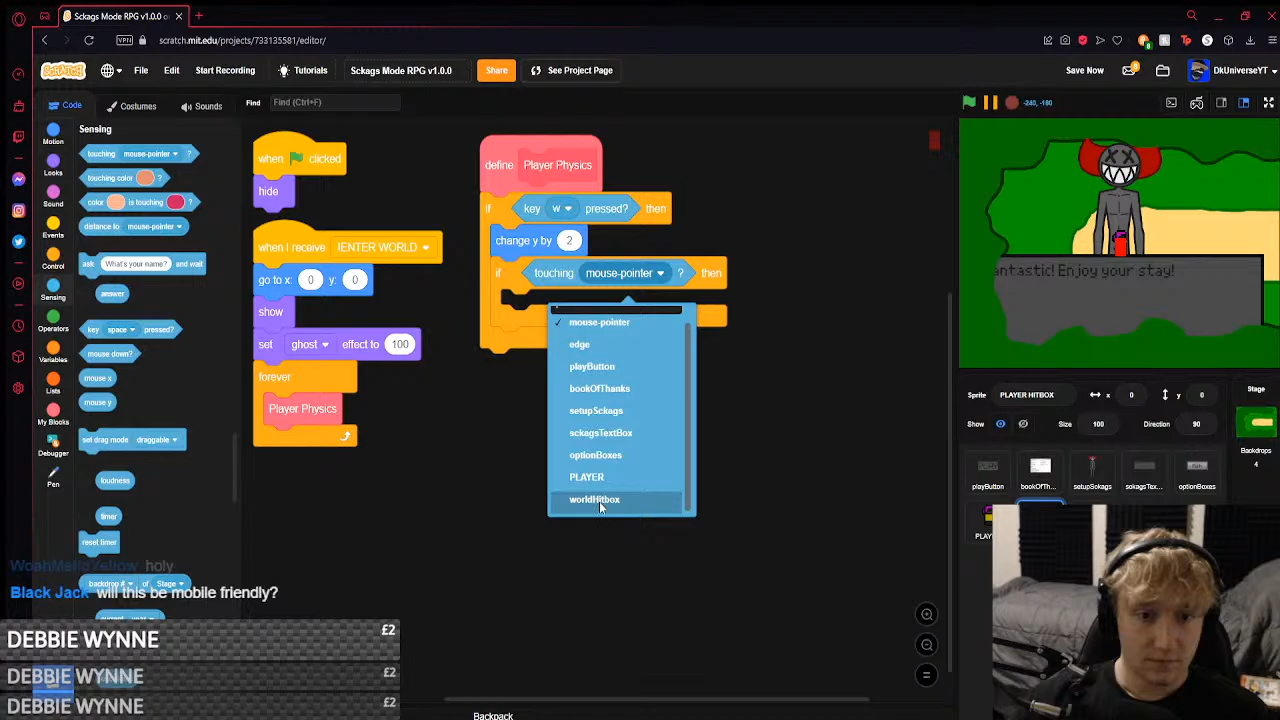 Sckags Mode RPG v1.0.0 on
VPN
scratch.mit.edu/projects/733135581/editor/
SCRATCH
File
Edit
Start Recording
Tutorials
Sckags Mode RPG v1.0.0
Share
See Project Page
Save Now
DkUniverseYT
Code
Costumes
Sounds
Find
Find (Ctrl+F)
-240, -180
Motion
Looks
Sound
Events
Control
Sensing
Operators
Variables
Lists
My Blocks
Debugger
Pen
Sensing
touching mouse-pointer ?
touching color ?
color is touching ?
distance to mouse-pointer
ask What's your name? and wait
answer
key space pressed?
mouse down?
mouse x
mouse y
set drag mode draggable
loudness
timer
reset timer
backdrop # of Stage
current year
when clicked
hide
when I receive !ENTER WORLD
go to x: 0 y: 0
show
set ghost effect to 100
forever
Player Physics
define Player Physics
if key w pressed? then
change y by 2
if touching mouse-pointer ? then
mouse-pointer
edge
playButton
bookOfThanks
setupSckags
sckagsTextBox
optionBoxes
PLAYER
worldHitbox
antastic! Enjoy your stay!
Sprite PLAYER HITBOX x 0 y 0
Show Size 100 Direction 90
Stage
Backdrops
4
playButton
bookOfThan...
setupSckags
sckagsTex...
optionBoxes
PLAY
Backpack
WoahMelloYellow holy
Black Jack will this be mobile friendly?
DEBBIE WYNNE £2
DEBBIE WYNNE £2
DEBBIE WYNNE £2